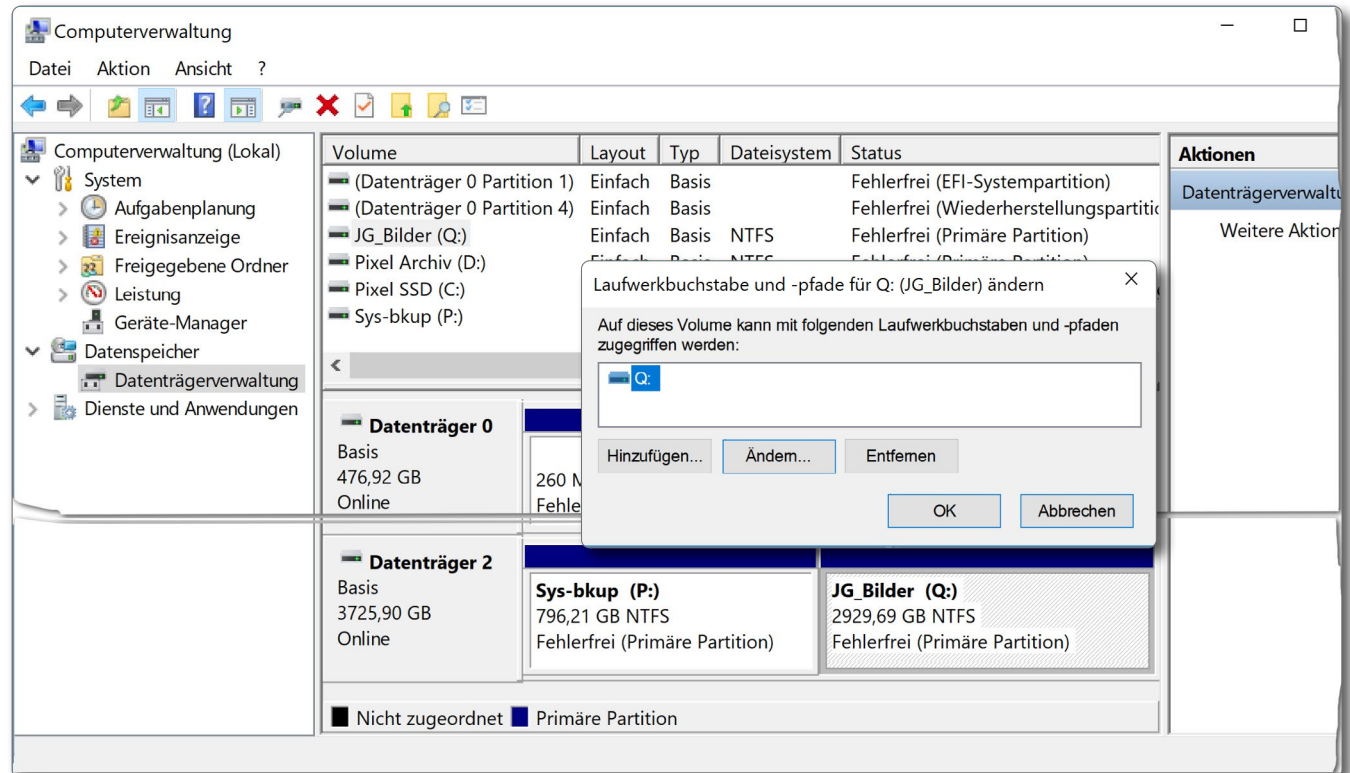 Computerverwaltung
Datei Aktion Ansicht ?
Computerverwaltung (Lokal)
System
Aufgabenplanung
Ereignisanzeige
Freigegebene Ordner
Leistung
Geräte-Manager
Datenspeicher
Datenträgerverwaltung
Dienste und Anwendungen
Volume Layout Typ Dateisystem Status
(Datenträger 0 Partition 1) Einfach Basis Fehlerfrei (EFI-Systempartition)
(Datenträger 0 Partition 4) Einfach Basis
JG_Bilder (Q:) Einfach Basis NTFS Fehlerfrei (Primäre Partition)
Pixel Archiv (D:)
Pixel SSD (C:)
Sys-bkup (P:)
Aktionen
Weitere
Laufwerkbuchstabe und -pfade für Q: (JG_Bilder) ändern
Auf dieses Volume kann mit folgenden Laufwerkbuchstaben und -pfaden
zugegriffen werden:
Q:
Hinzufügen... Ändern... Entfernen
OK Abbrechen
Datenträger 0
Basis
476,92 GB
Online
260
Datenträger 2
Basis
3725,90 GB
Online
Sys-bkup (P:)
796,21 GB NTFS
Fehlerfrei (Primäre Partition)
JG_Bilder (Q:)
2929,69 GB NTFS
Fehlerfrei (Primäre Partition)
Nicht zugeordnet Primäre Partition